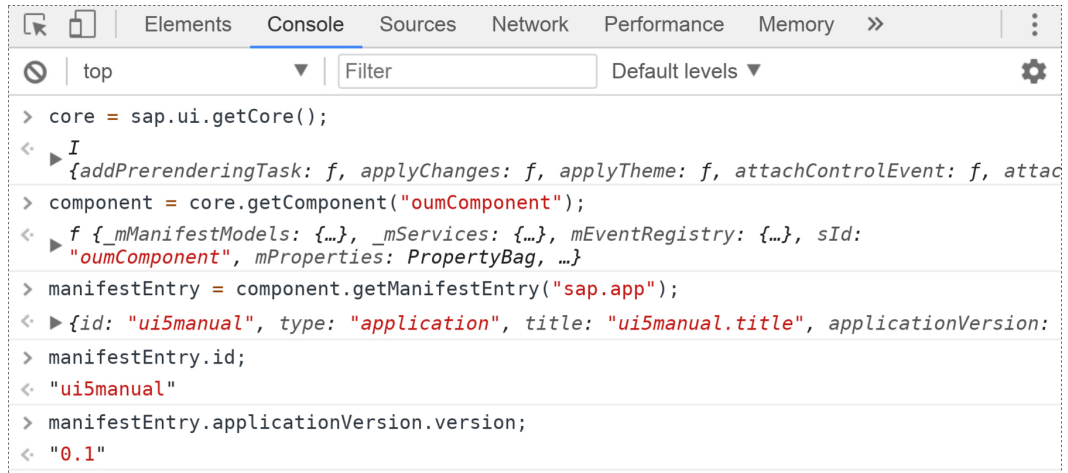 Elements Console Sources Network Performance Memory »
top Filter Default levels
> core = sap.ui.getCore();
I
{addPrerenderingTask: ƒ, applyChanges: ƒ, applyTheme: ƒ, attachControlEvent: ƒ, attac
> component = core.getComponent("oumComponent");
f {_mManifestModels: {…}, _mServices: {…}, mEventRegistry: {…}, sId:
"oumComponent", mProperties: PropertyBag, …}
> manifestEntry = component.getManifestEntry("sap.app");
{id: "ui5manual", type: "application", title: "ui5manual.title", applicationVersion:
> manifestEntry.id;
"ui5manual"
> manifestEntry.applicationVersion.version;
"0.1"